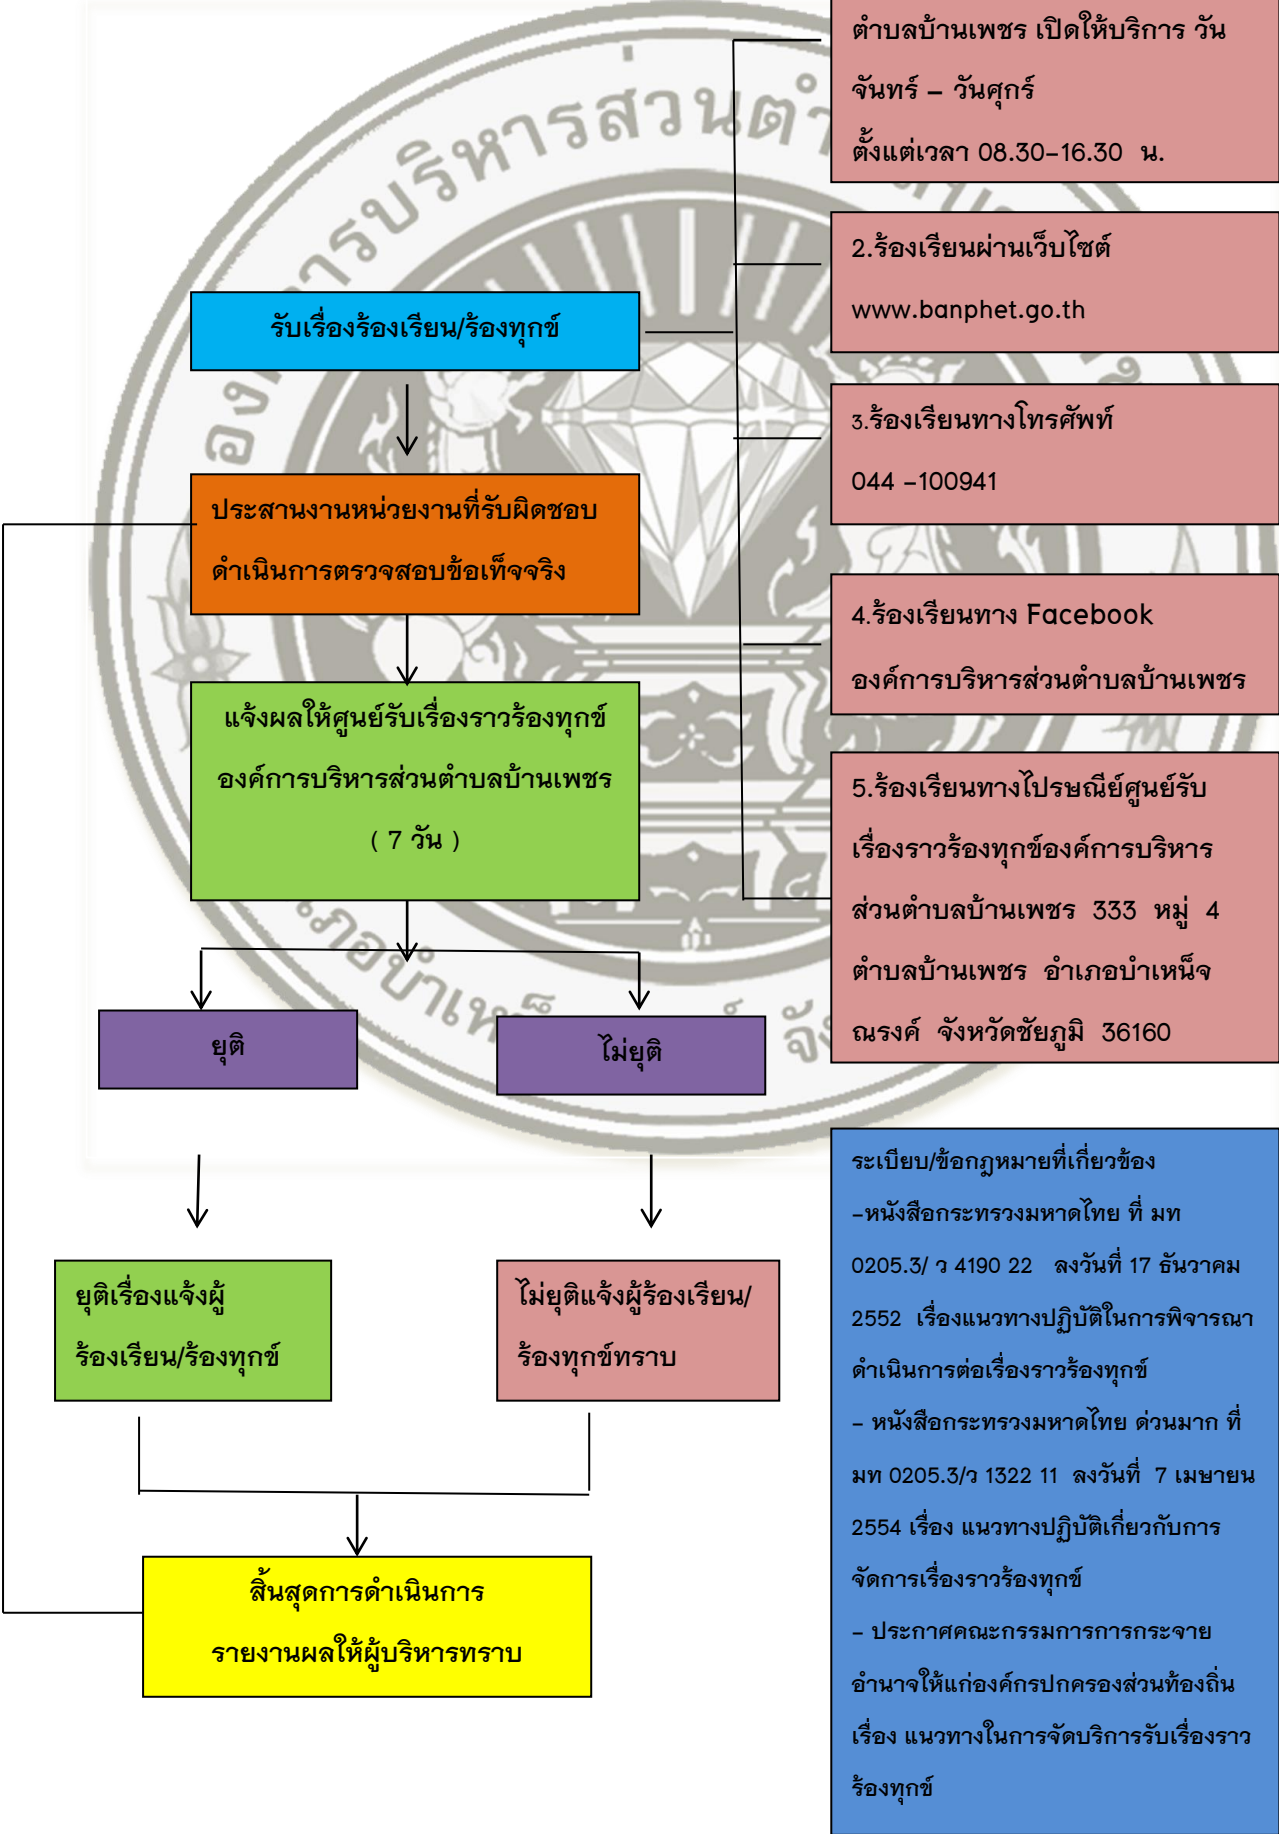 ตำบลบ้านเพชร เปิดให้บริการ วัน
จันทร์ – วันศุกร์
ตั้งแต่เวลา 08.30-16.30 น.
2.ร้องเรียนผ่านเว็บไซต์
www.banphet.go.th
รับเรื่องร้องเรียน/ร้องทุกข์
3.ร้องเรียนทางโทรศัพท์
044 -100941
ประสานงานหน่วยงานที่รับผิดชอบ
ดำเนินการตรวจสอบข้อเท็จจริง
4.ร้องเรียนทาง Facebook
องค์การบริหารส่วนตำบลบ้านเพชร
แจ้งผลให้ศูนย์รับเรื่องราวร้องทุกข์
องค์การบริหารส่วนตำบลบ้านเพชร
( 7 วัน )
5.ร้องเรียนทางไปรษณีย์ศูนย์รับ
เรื่องราวร้องทุกข์องค์การบริหาร
ส่วนตำบลบ้านเพชร 333 หมู่ 4
ตำบลบ้านเพชร อำเภอบำเหน็จ
ณรงค์ จังหวัดชัยภูมิ 36160
ยุติ
ไม่ยุติ
ยุติเรื่องแจ้งผู้
ร้องเรียน/ร้องทุกข์
ไม่ยุติแจ้งผู้ร้องเรียน/
ร้องทุกข์ทราบ
สิ้นสุดการดำเนินการ
รายงานผลให้ผู้บริหารทราบ
ระเบียบ/ข้อกฎหมายที่เกี่ยวข้อง
-หนังสือกระทรวงมหาดไทย ที่ มท
0205.3/ ว 4190 22 ลงวันที่ 17 ธันวาคม
2552 เรื่องแนวทางปฏิบัติในการพิจารณา
ดำเนินการต่อเรื่องราวร้องทุกข์
- หนังสือกระทรวงมหาดไทย ด่วนมาก ที่
มท 0205.3/ว 1322 11 ลงวันที่ 7 เมษายน
2554 เรื่อง แนวทางปฏิบัติเกี่ยวกับการ
จัดการเรื่องราวร้องทุกข์
- ประกาศคณะกรรมการการกระจาย
อำนาจให้แก่องค์กรปกครองส่วนท้องถิ่น
เรื่อง แนวทางในการจัดบริการรับเรื่องราว
ร้องทุกข์